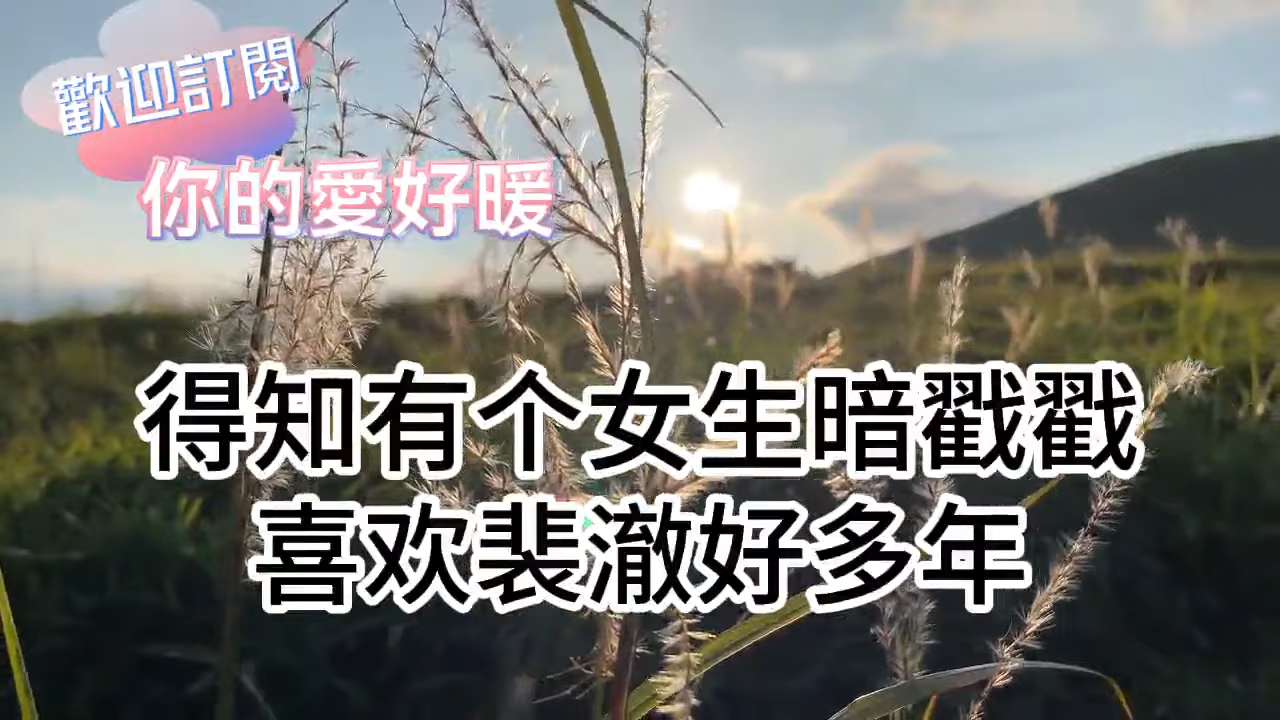 歡迎訂閱
你的愛好暖
得知有个女生暗戳戳
喜欢裴澈好多年